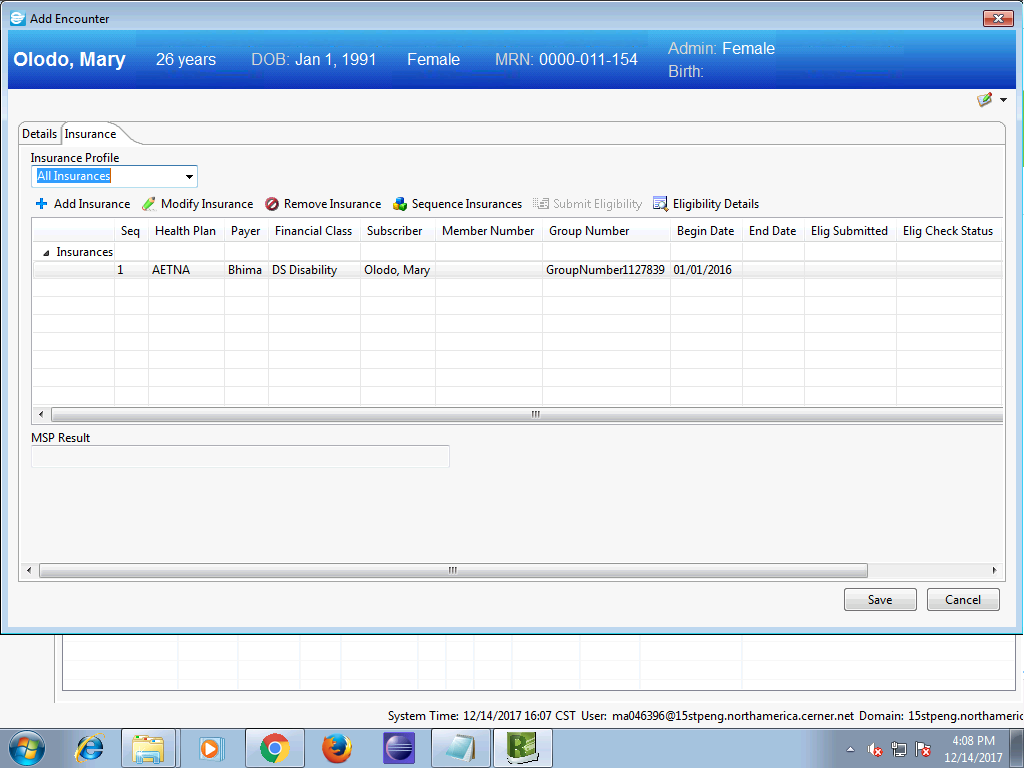 Add Encounter
Olodo, Mary 26 years DOB: Jan 1, 1991 Female MRN: 0000-011-154 Admin: Female
Birth:
Details Insurance
Insurance Profile
All Insurances
Add Insurance Modify Insurance Remove Insurance Sequence Insurances Submit Eligibility Eligibility Details
Seq Health Plan Payer Financial Class Subscriber Member Number Group Number Begin Date End Date Elig Submitted Elig Check Status
Insurances
1 AETNA Bhima DS Disability Olodo, Mary GroupNumber1127839 01/01/2016
MSP Result
Save Cancel
System Time: 12/14/2017 16:07 CST User: ma046396@15stpeng.northamerica.cerner.net Domain: 15stpeng.northameric
4:08 PM
12/14/2017